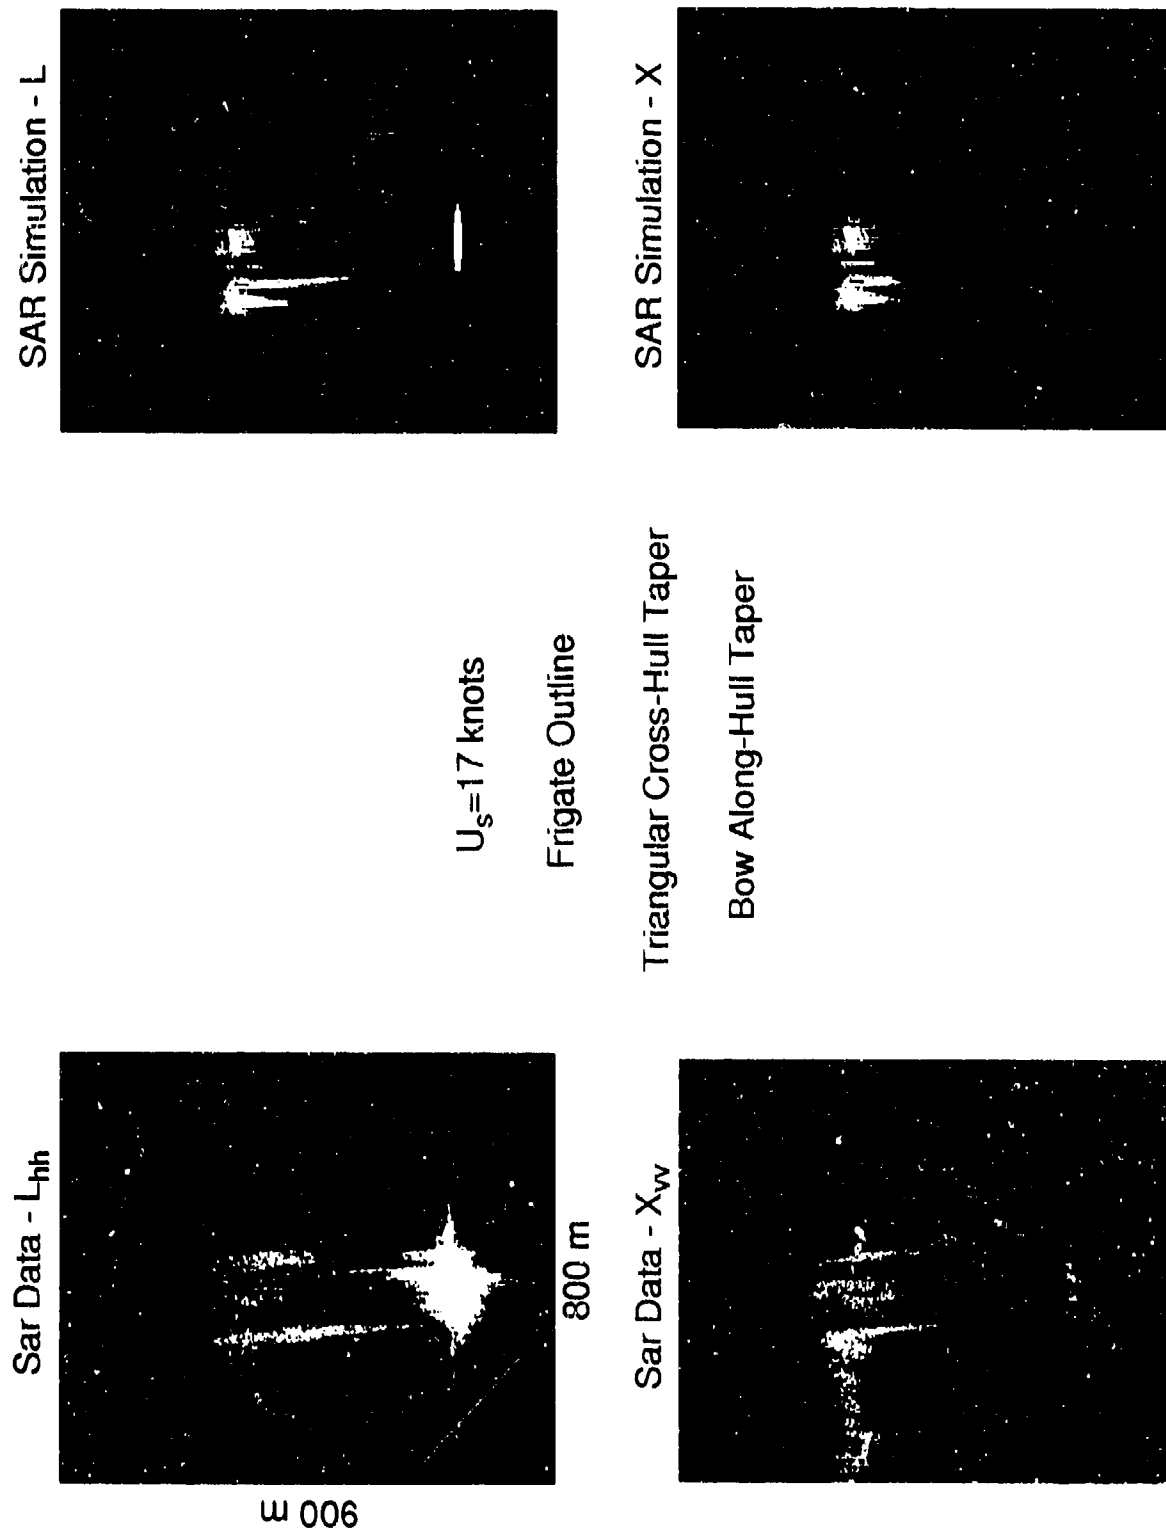 Sar Data - Lhh
SAR Simulation - L
900 m
800 m
Us=17 knots
Frigate Outline
Triangular Cross-Hull Taper
Bow Along-Hull Taper
Sar Data - Xvv
SAR Simulation - X